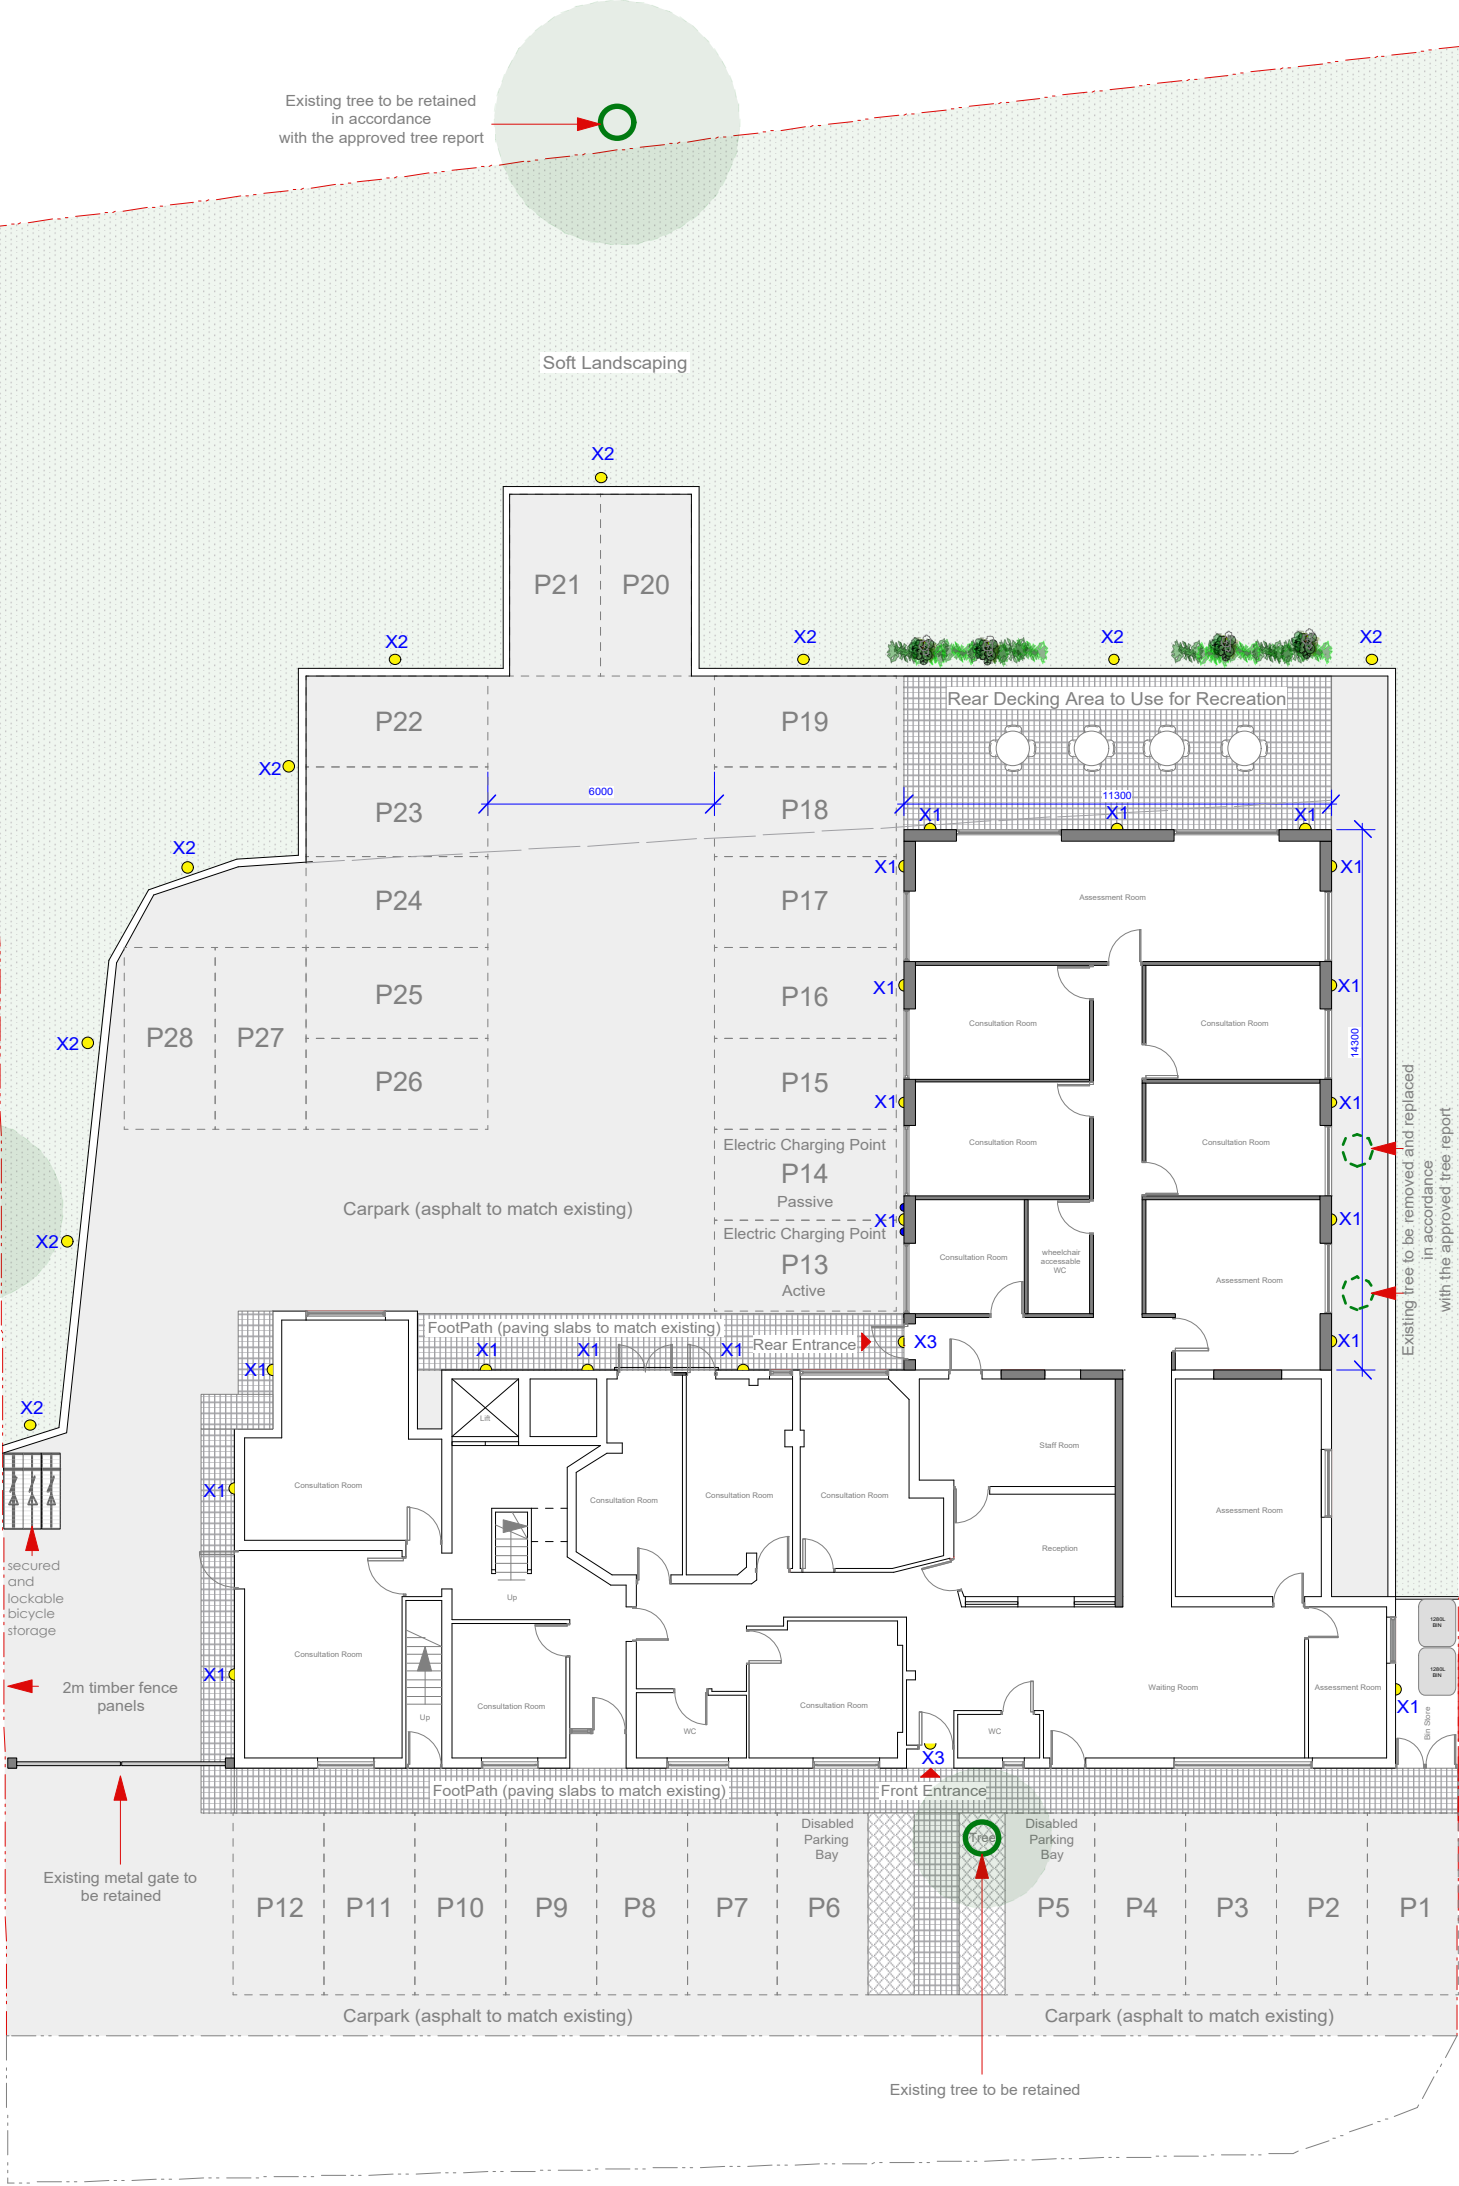 Existing tree to be retained
in accordance
with the approved tree report
Soft Landscaping
X2
P21
P20
X2
X2
X2
X2
Rear Decking Area to Use for Recreation
P22
P19
X2
6000
11300
P23
P18
X1
X1
X1
X2
X1
X1
Assessment Room
P24
P17
X1
X1
P25
P16
Consultation Room
Consultation Room
X2
P28
P27
14300
P26
P15
X1
X1
Existing tree to be removed and replaced
in accordance
with the approved tree report
Electric Charging Point
P14
Passive
Consultation Room
Consultation Room
Carpark (asphalt to match existing)
X1
X1
X2
Electric Charging Point
P13
Active
Consultation Room
wheelchair
accessable
WC
Assessment Room
FootPath (paving slabs to match existing)
Rear Entrance
X3
X1
X1
X1
X1
X1
X2
Lift
Staff Room
Consultation Room
Consultation Room
Consultation Room
Consultation Room
Assessment Room
X1
Reception
secured
and
lockable
bicycle
storage
Up
1280L
BIN
1280L
BIN
Consultation Room
X1
2m timber fence
panels
Waiting Room
Assessment Room
Consultation Room
Consultation Room
X1
Up
WC
WC
Bin Store
X3
FootPath (paving slabs to match existing)
Front Entrance
Disabled
Parking
Bay
Tree
Disabled
Parking
Bay
Existing metal gate to
be retained
P12
P11
P10
P9
P8
P7
P6
P5
P4
P3
P2
P1
Carpark (asphalt to match existing)
Carpark (asphalt to match existing)
Existing tree to be retained